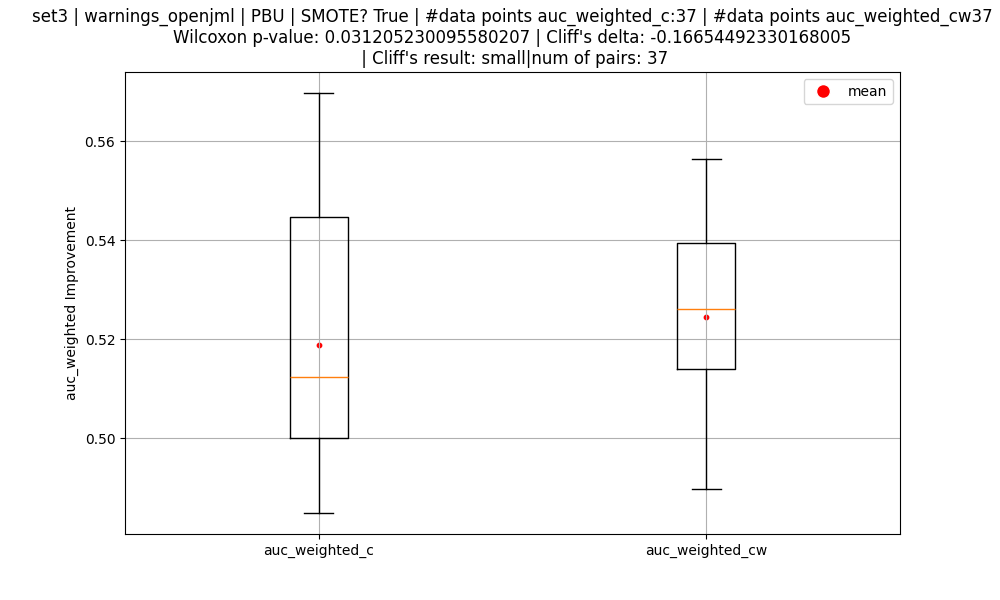 set3 | warnings_openjml | PBU | SMOTE? True | #data points auc_weighted_c:37 | #data points auc_weighted_cw37
Wilcoxon p-value: 0.031205230095580207 | Cliff's delta: -0.16654492330168005
| Cliff's result: small|num of pairs: 37
mean
0.56
0.54
0.52
0.50
auc_weighted Improvement
auc_weighted_c
auc_weighted_cw